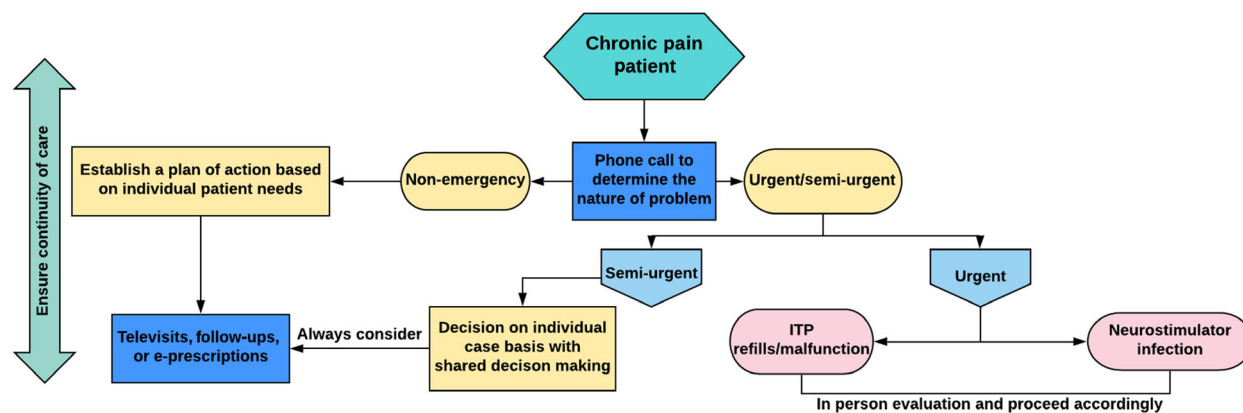 Chronic pain
patient
Ensure continuity of care
Establish a plan of action based
on individual patient needs
Non-emergency
Phone call to
determine the
nature of problem
Urgent/semi-urgent
Semi-urgent
Urgent
Televisits, follow-ups,
or e-prescriptions
Always consider
Decision on individual
case basis with
shared decison making
ITP
refills/malfunction
Neurostimulator
infection
In person evaluation and proceed accordingly